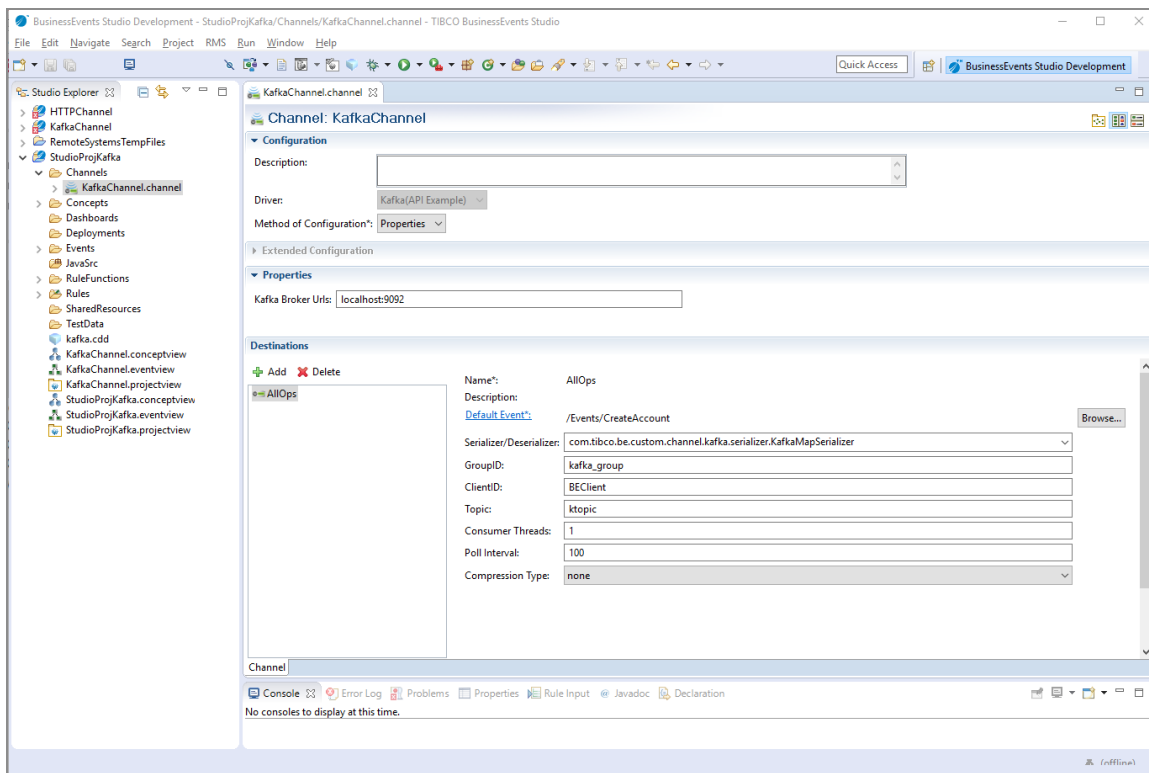 BusinessEvents Studio Development - StudioProjKafka/Channels/KafkaChannel.channel - TIBCO BusinessEvents Studio
File Edit Navigate Search Project RMS Run Window Help
Quick Access
BusinessEvents Studio Development
Studio Explorer
HTTPChannel
KafkaChannel
RemoteSystemsTempFiles
StudioProjKafka
Channels
KafkaChannel.channel
Concepts
Dashboards
Deployments
Events
JavaSrc
RuleFunctions
Rules
SharedResources
TestData
kafka.cdd
KafkaChannel.conceptview
KafkaChannel.eventview
KafkaChannel.projectview
StudioProjKafka.conceptview
StudioProjKafka.eventview
StudioProjKafka.projectview
KafkaChannel.channel
Channel: KafkaChannel
Configuration
Description:
Driver: Kafka(API Example)
Method of Configuration*: Properties
Extended Configuration
Properties
Kafka Broker Urls: localhost:9092
Destinations
Add Delete
AllOps
Name*: AllOps
Description:
Default Event*: /Events/CreateAccount Browse...
Serializer/Deserializer: com.tibco.be.custom.channel.kafka.serializer.KafkaMapSerializer
GroupID: kafka_group
ClientID: BEClient
Topic: ktopic
Consumer Threads: 1
Poll Interval: 100
Compression Type: none
Channel
Console Error Log Problems Properties Rule Input Javadoc Declaration
No consoles to display at this time.
(offline)